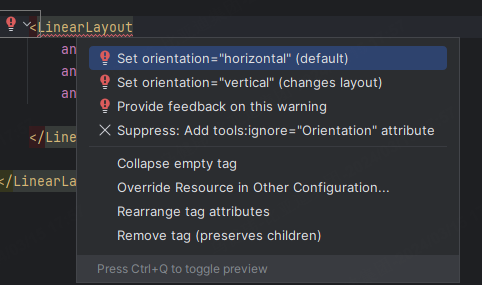 <LinearLayout
an
an
an
</Line
</LinearLa
Set orientation="horizontal" (default)
Set orientation="vertical" (changes layout)
Provide feedback on this warning
Suppress: Add tools:ignore="Orientation" attribute
Collapse empty tag
Override Resource in Other Configuration...
Rearrange tag attributes
Remove tag (preserves children)
Press Ctrl+Q to toggle preview